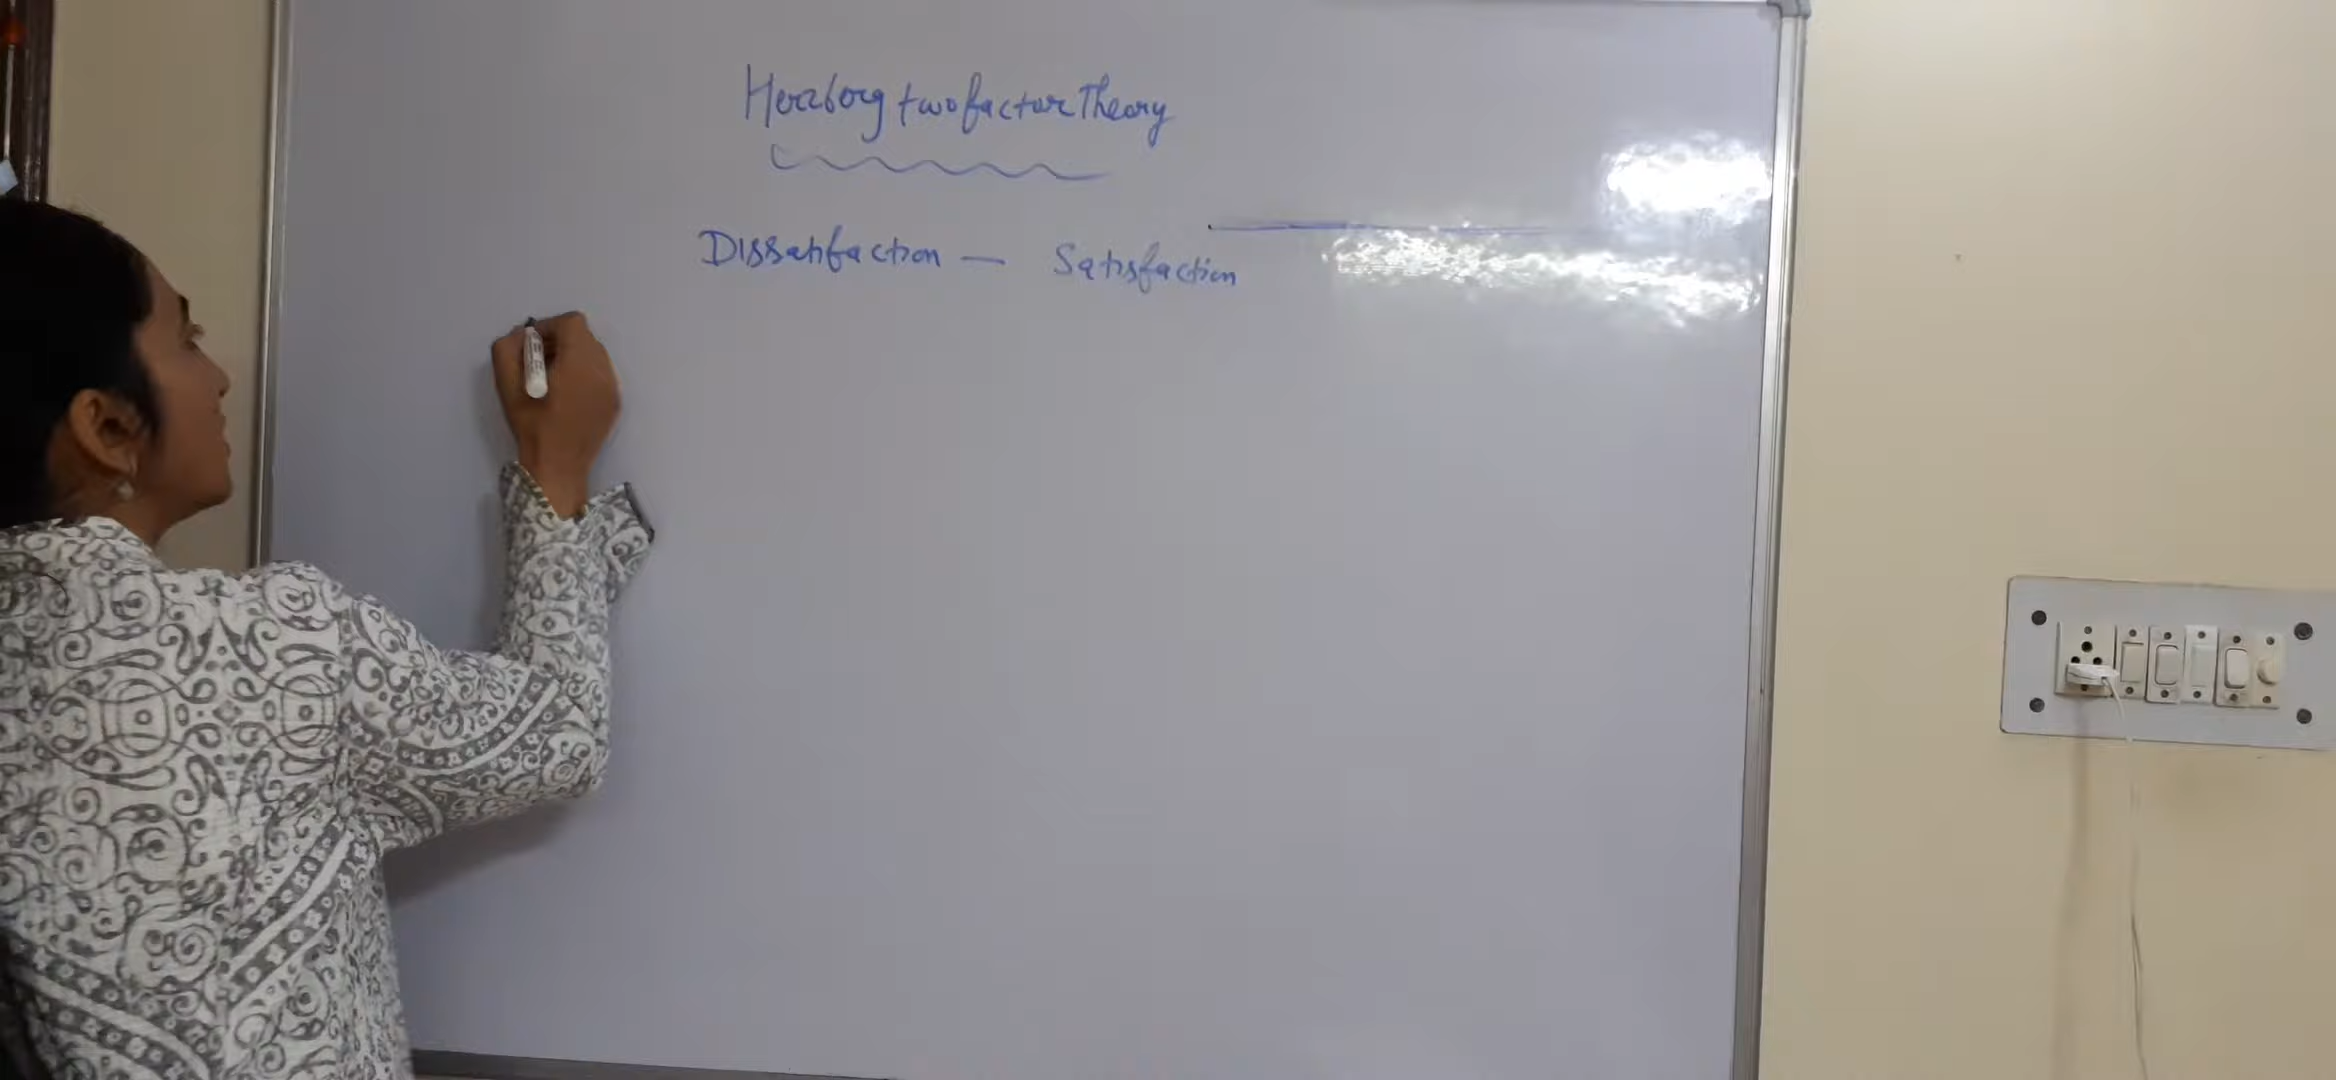 Herzberg two factor Theory
Dissatifaction — Satisfaction